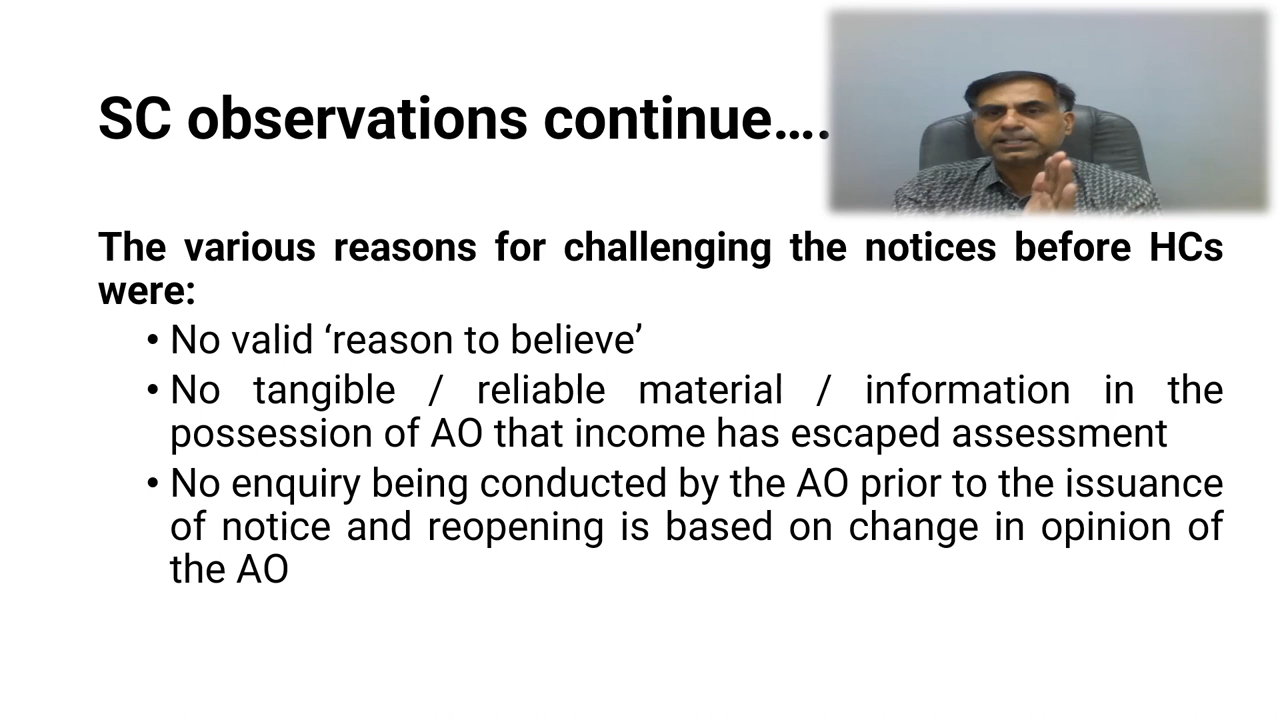 SC observations continue….
The various reasons for challenging the notices before HCs
were:
• No valid ‘reason to believe’
• No tangible / reliable material / information in the
possession of AO that income has escaped assessment
• No enquiry being conducted by the AO prior to the issuance
of notice and reopening is based on change in opinion of
the AO